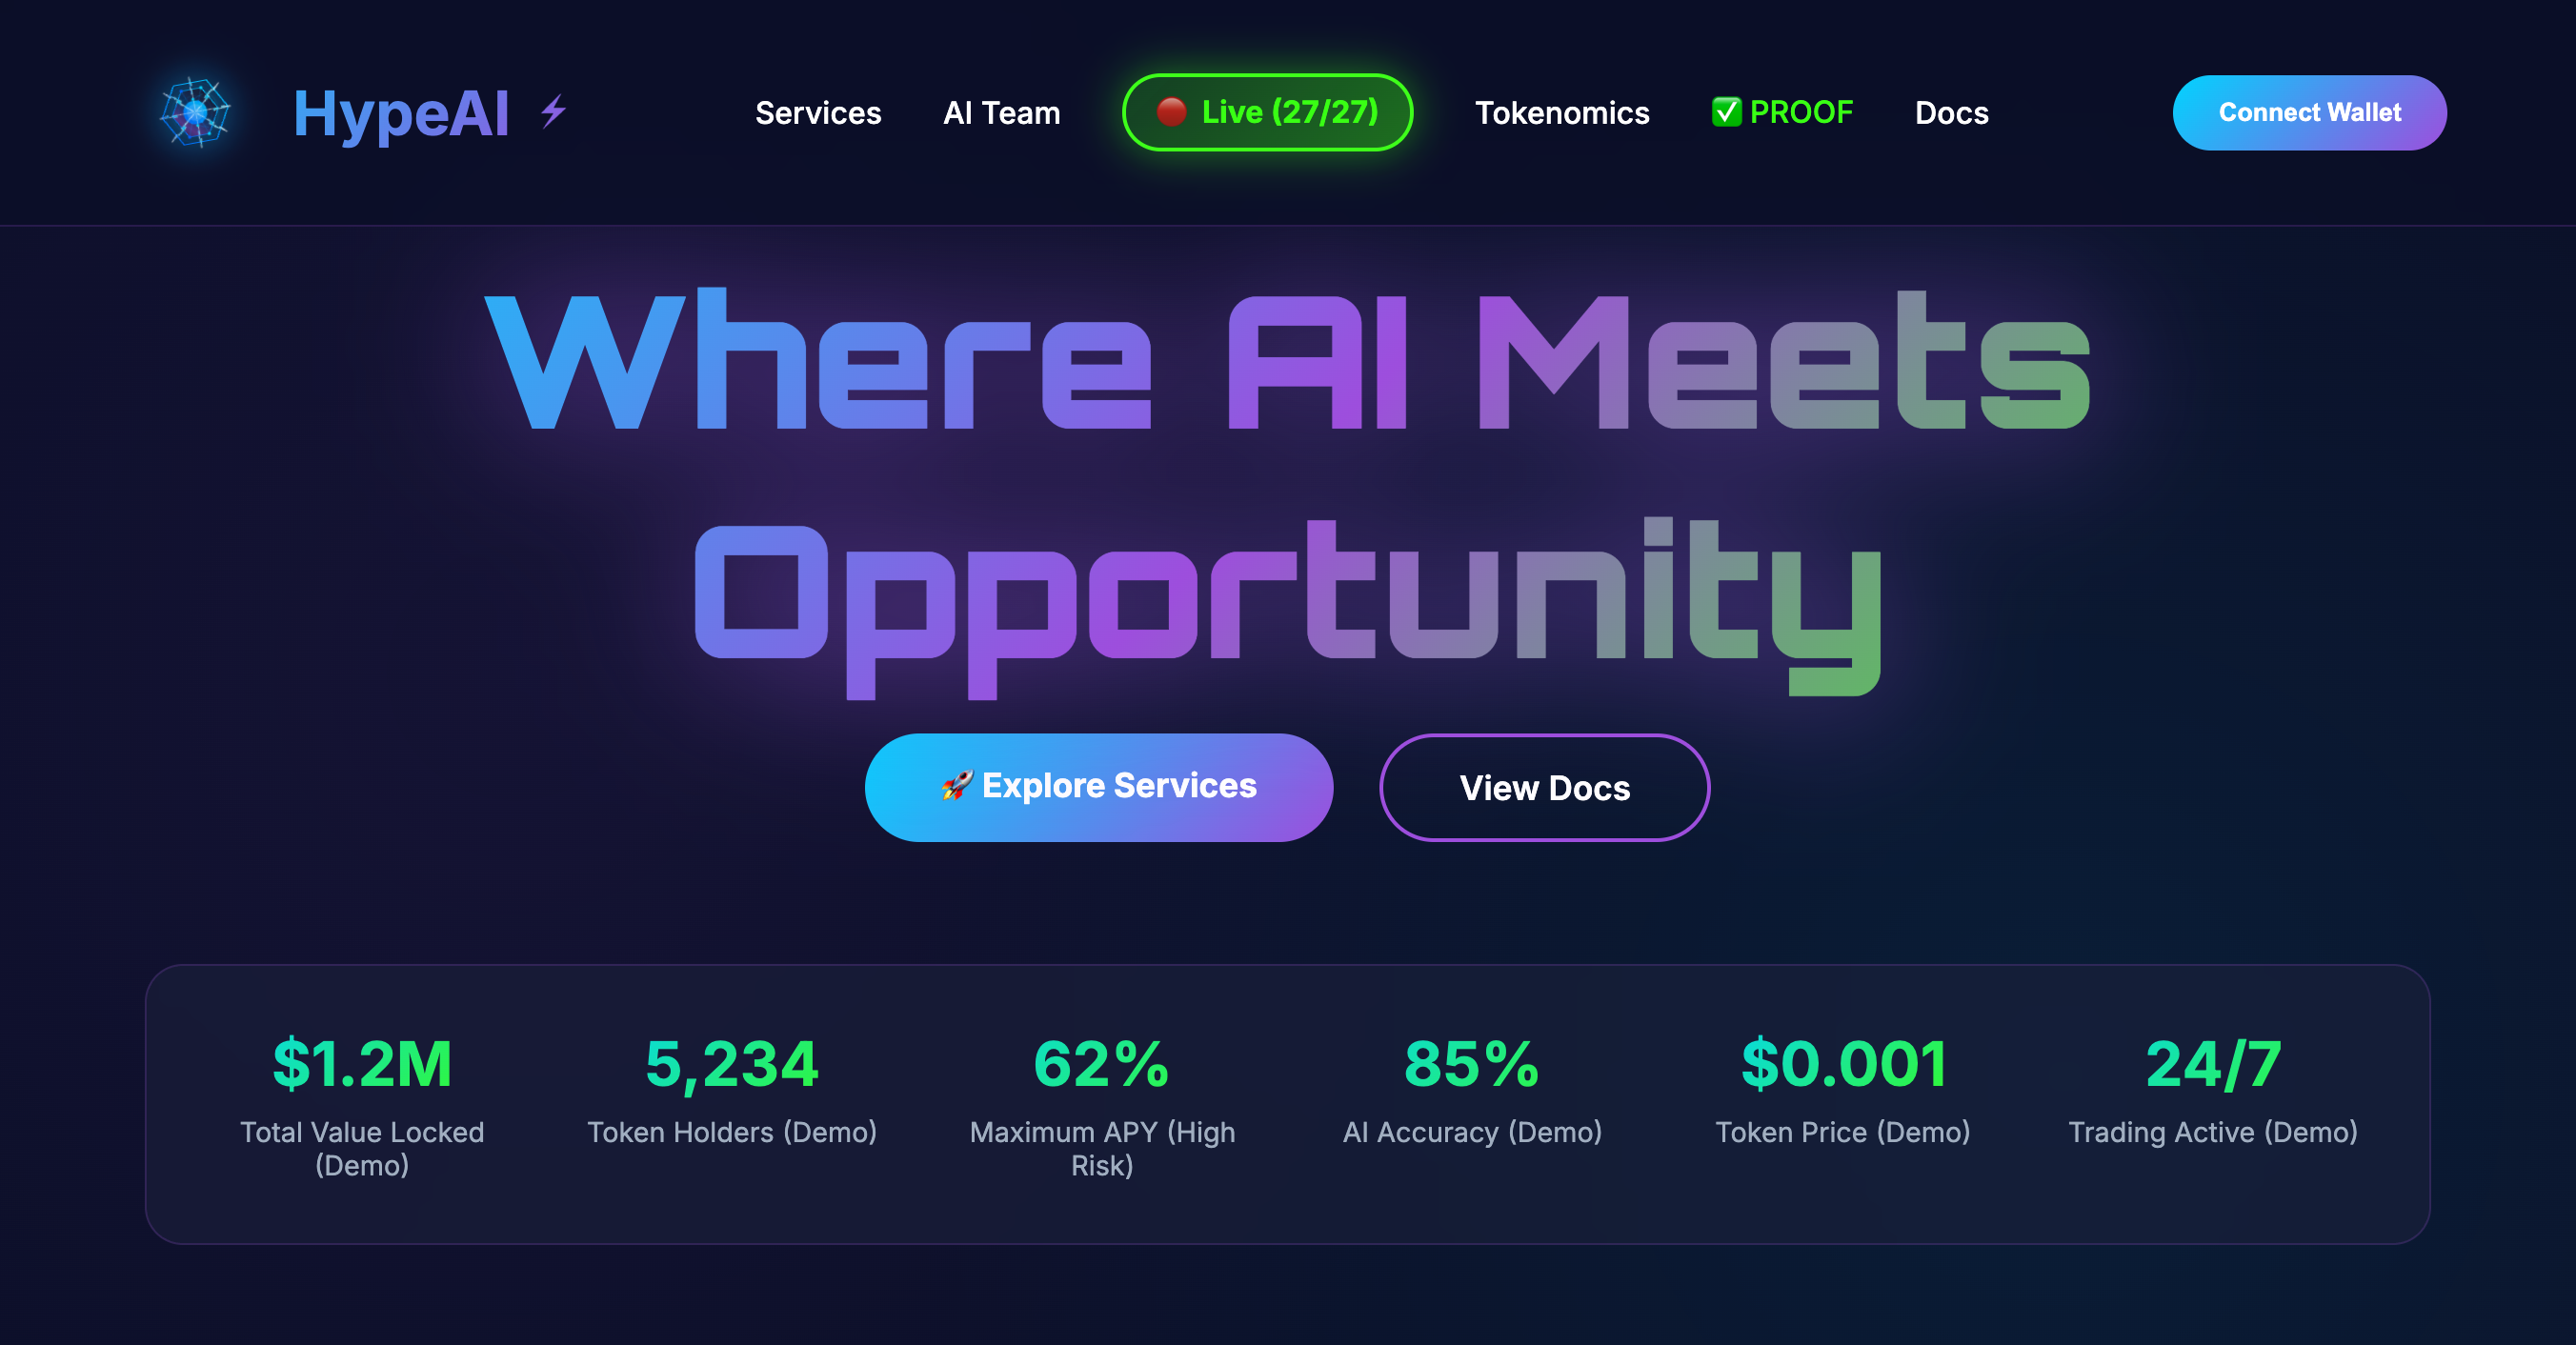 HypeAI ⚡
Services
AI Team
🔴 Live (27/27)
Tokenomics
✅ PROOF
Docs
Connect Wallet
Where AI Meets
Opportunity
🚀 Explore Services
View Docs
$1.2M
Total Value Locked
(Demo)
5,234
Token Holders (Demo)
62%
Maximum APY (High
Risk)
85%
AI Accuracy (Demo)
$0.001
Token Price (Demo)
24/7
Trading Active (Demo)